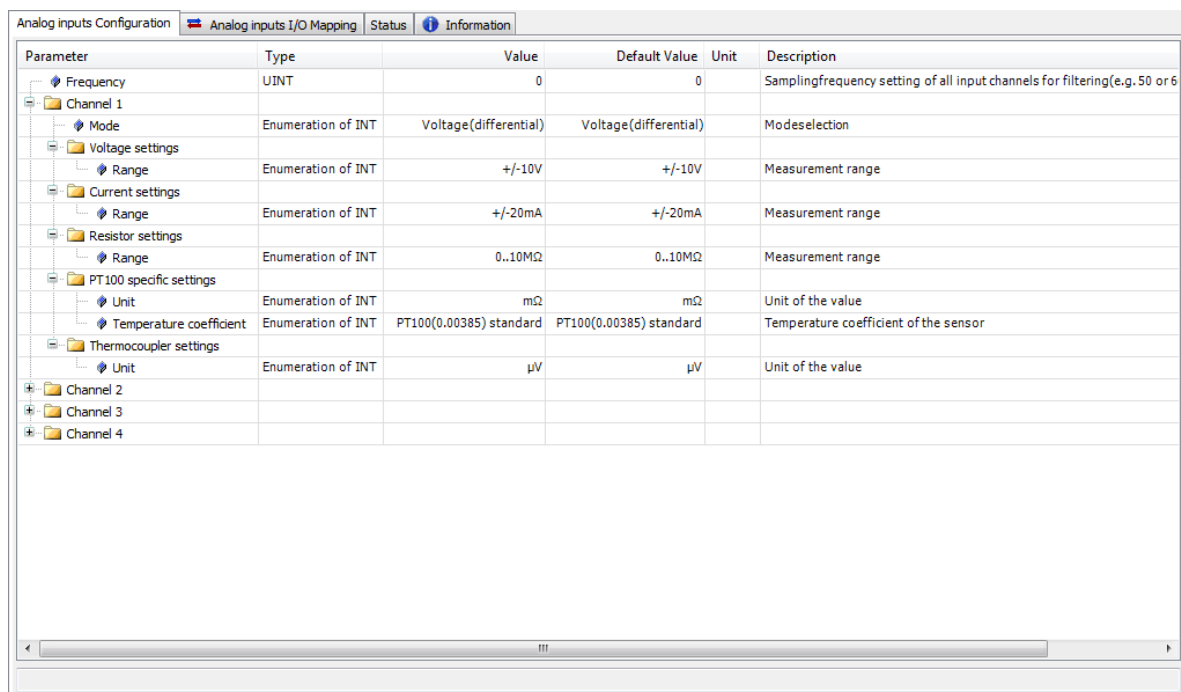 Analog inputs Configuration Analog inputs I/O Mapping Status Information
Parameter Type Value Default Value Unit Description
Frequency UINT 0 0 Samplingfrequency setting of all input channels for filtering(e.g. 50 or 6
Channel 1
Mode Enumeration of INT Voltage(differential) Voltage(differential) Modeselection
Voltage settings
Range Enumeration of INT +/-10V +/-10V Measurement range
Current settings
Range Enumeration of INT +/-20mA +/-20mA Measurement range
Resistor settings
Range Enumeration of INT 0..10MΩ 0..10MΩ Measurement range
PT100 specific settings
Unit Enumeration of INT mΩ mΩ Unit of the value
Temperature coefficient Enumeration of INT PT100(0.00385) standard PT100(0.00385) standard Temperature coefficient of the sensor
Thermocoupler settings
Unit Enumeration of INT µV µV Unit of the value
Channel 2
Channel 3
Channel 4